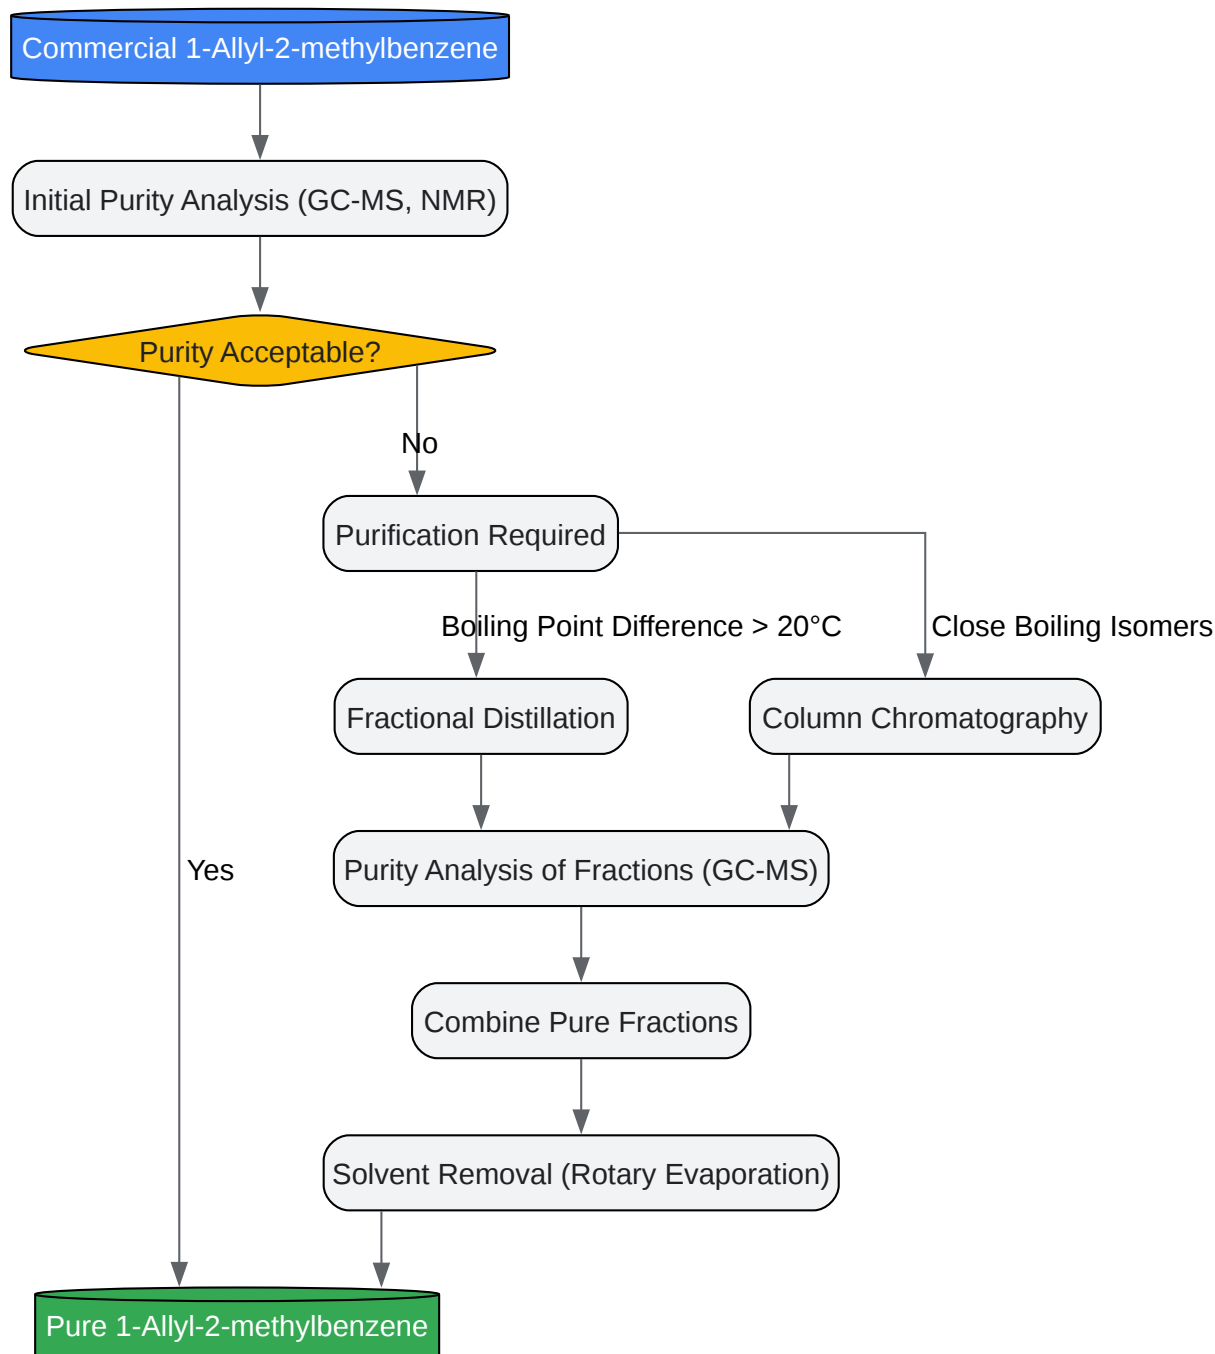 Commercial 1-Allyl-2-methylbenzene
Initial Purity Analysis (GC-MS, NMR)
Purity Acceptable?
No
Purification Required
Boiling Point Difference > 20°C
Close Boiling Isomers
Fractional Distillation
Column Chromatography
Yes
Purity Analysis of Fractions (GC-MS)
Combine Pure Fractions
Solvent Removal (Rotary Evaporation)
Pure 1-Allyl-2-methylbenzene